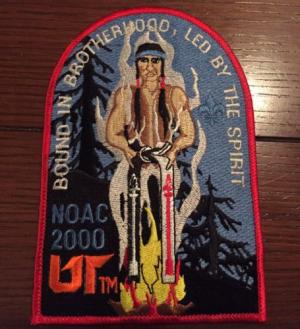 BOUND IN BROTHERHOOD, LED BY THE SPIRIT
NOAC
2000
UT TM